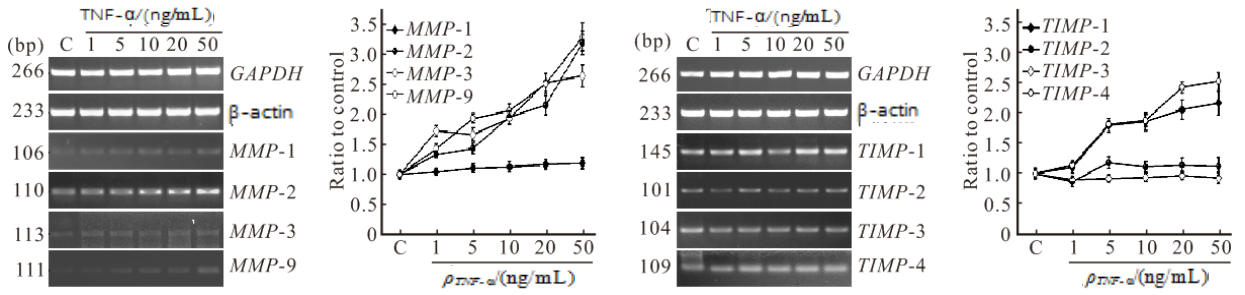 TNF-α/(ng/mL)
(bp) C 1 5 10 20 50
266 GAPDH
233 β-actin
106 MMP-1
110 MMP-2
113 MMP-3
111 MMP-9
Ratio to control
3.5
3.0
2.5
2.0
1.5
1.0
0.5
0
MMP-1
MMP-2
MMP-3
MMP-9
C 1 5 10 20 50
ρTNF-α/(ng/mL)
TNF-α/(ng/mL)
(bp) C 1 5 10 20 50
266 GAPDH
233 β-actin
145 TIMP-1
101 TIMP-2
104 TIMP-3
109 TIMP-4
Ratio to control
3.5
3.0
2.5
2.0
1.5
1.0
0.5
0
TIMP-1
TIMP-2
TIMP-3
TIMP-4
C 1 5 10 20 50
ρTNF-α/(ng/mL)